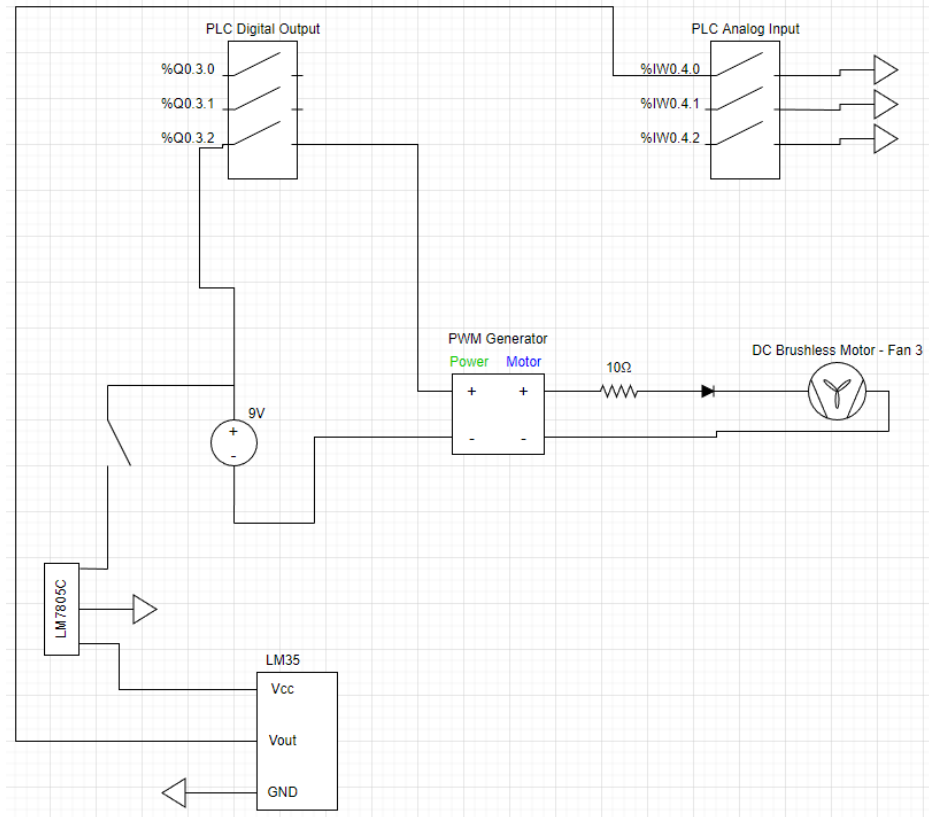 PLC Digital Output
PLC Analog Input
%Q0.3.0
%IW0.4.0
%Q0.3.1
%IW0.4.1
%Q0.3.2
%IW0.4.2
PWM Generator
Power Motor
+ +
- -
10Ω
DC Brushless Motor - Fan 3
9V
+
-
LM7805C
LM35
Vcc
Vout
GND